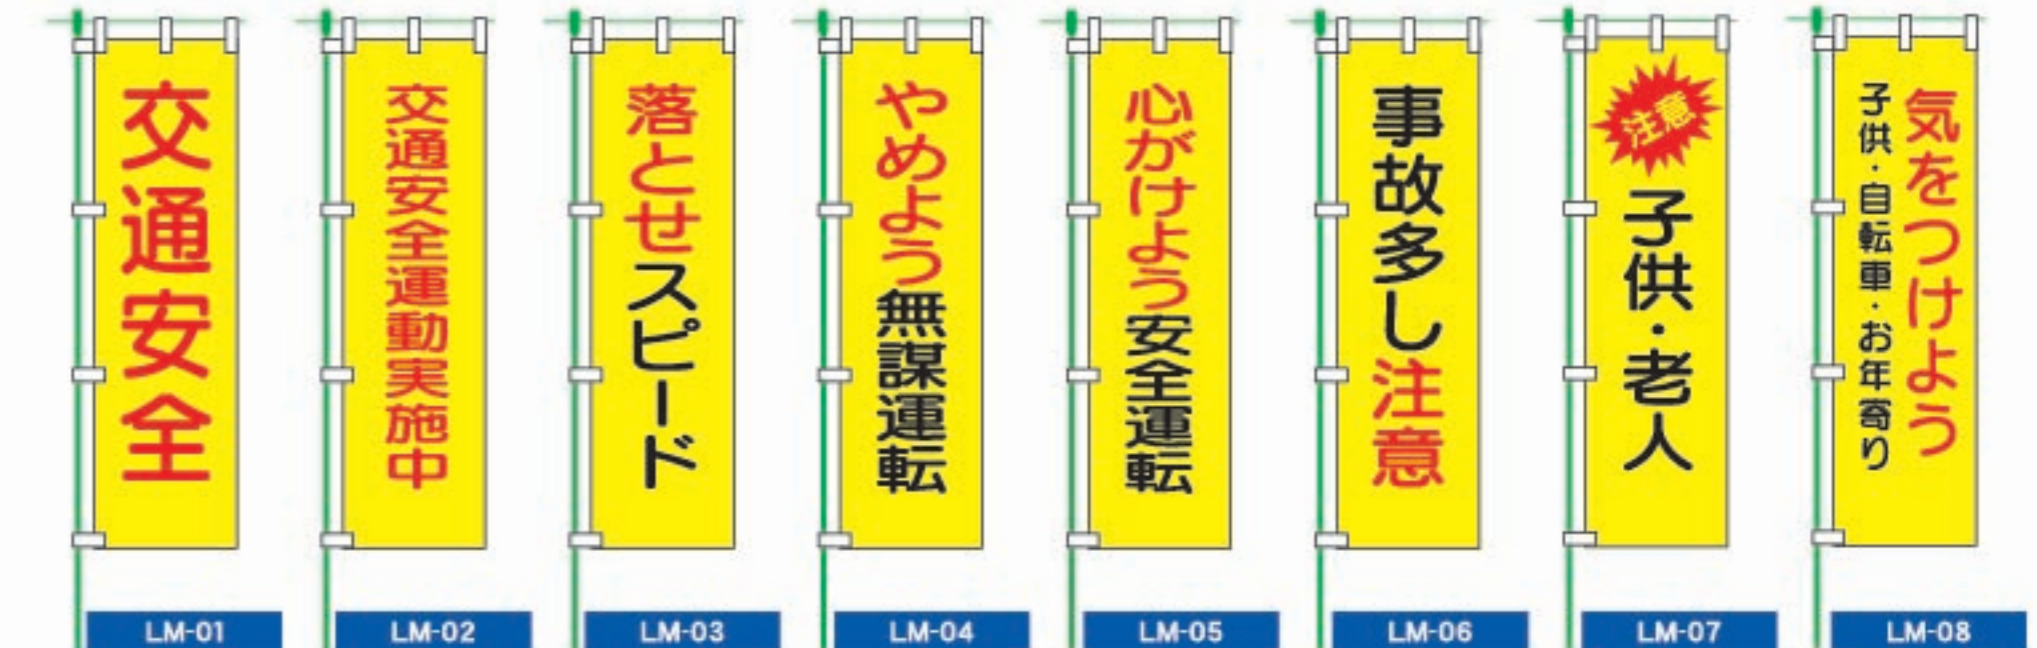 交通安全
交通安全運動実施中
落とせスピード
やめよう無謀運転
心がけよう安全運転
事故多し注意
注意
子供・老人
気をつけよう
子供・自転車・お年寄り
LM-01
LM-02
LM-03
LM-04
LM-05
LM-06
LM-07
LM-08